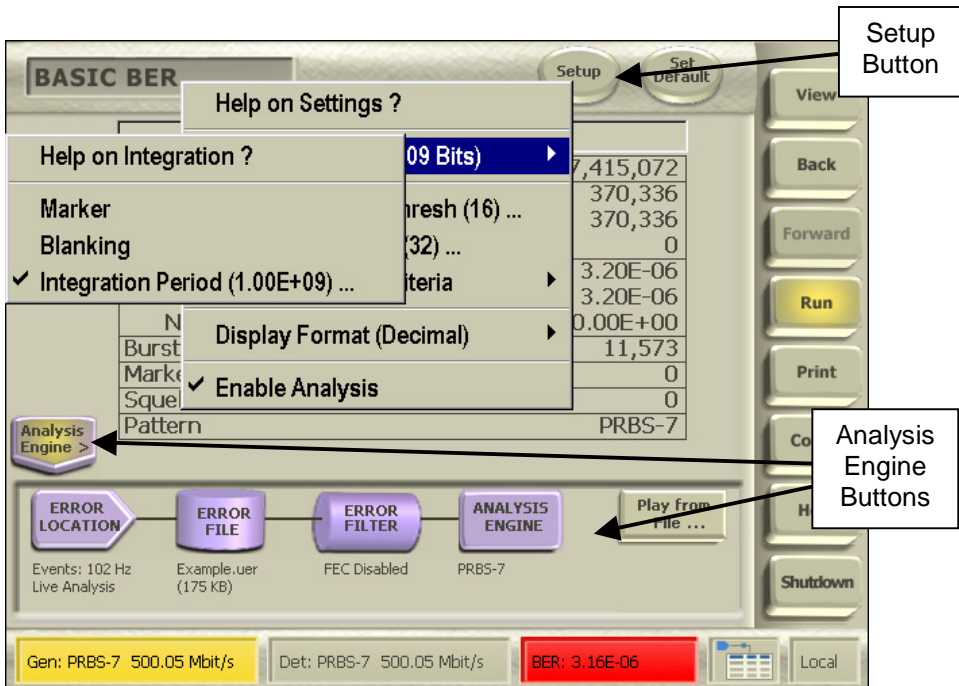 Setup
Button
BASIC BER
Setup
Set
Default
View
Help on Settings ?
Help on Integration ?
09 Bits)
7,415,072
Back
370,336
Marker
hresh (16) ...
370,336
Forward
Blanking
(32) ...
0
✓ Integration Period (1.00E+09) ...
iteria
3.20E-06
3.20E-06
Run
N
0.00E+00
Display Format (Decimal)
Burst
11,573
Marke
0
Print
✓ Enable Analysis
Sque
0
Pattern
PRBS-7
Analysis
Engine >
Co
Analysis
Engine
Buttons
ERROR
LOCATION
ERROR
FILE
ERROR
FILTER
ANALYSIS
ENGINE
Play from
File ...
H
Events: 102 Hz
Live Analysis
Example.uer
(175 KB)
FEC Disabled
PRBS-7
Shutdown
Gen: PRBS-7 500.05 Mbit/s
Det: PRBS-7 500.05 Mbit/s
BER: 3.16E-06
Local